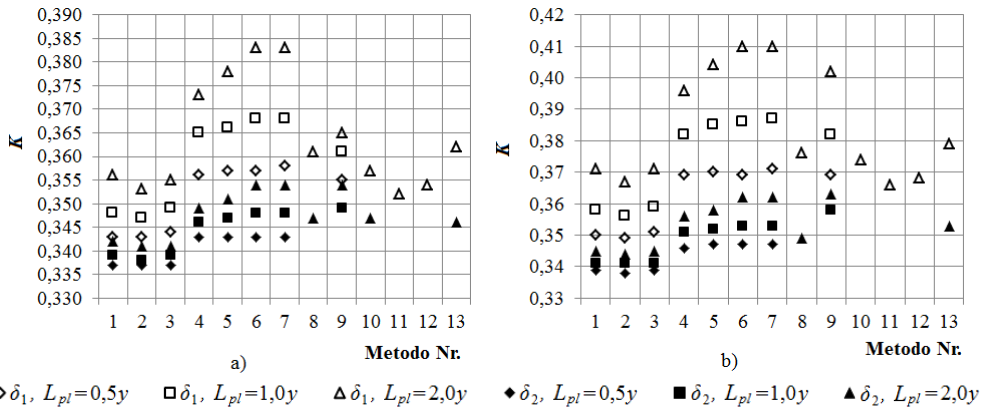 0,390
0,385
0,380
0,375
0,370
0,365
0,360
0,355
0,350
0,345
0,340
0,335
0,330
K
1 2 3 4 5 6 7 8 9 10 11 12 13
Metodo Nr.
a)
0,42
0,41
0,40
0,39
0,38
0,37
0,36
0,35
0,34
0,33
K
1 2 3 4 5 6 7 8 9 10 11 12 13
Metodo Nr.
b)
δ₁, Lₚₗ=0,5y δ₁, Lₚₗ=1,0y δ₁, Lₚₗ=2,0y δ₂, Lₚₗ=0,5y δ₂, Lₚₗ=1,0y δ₂, Lₚₗ=2,0y